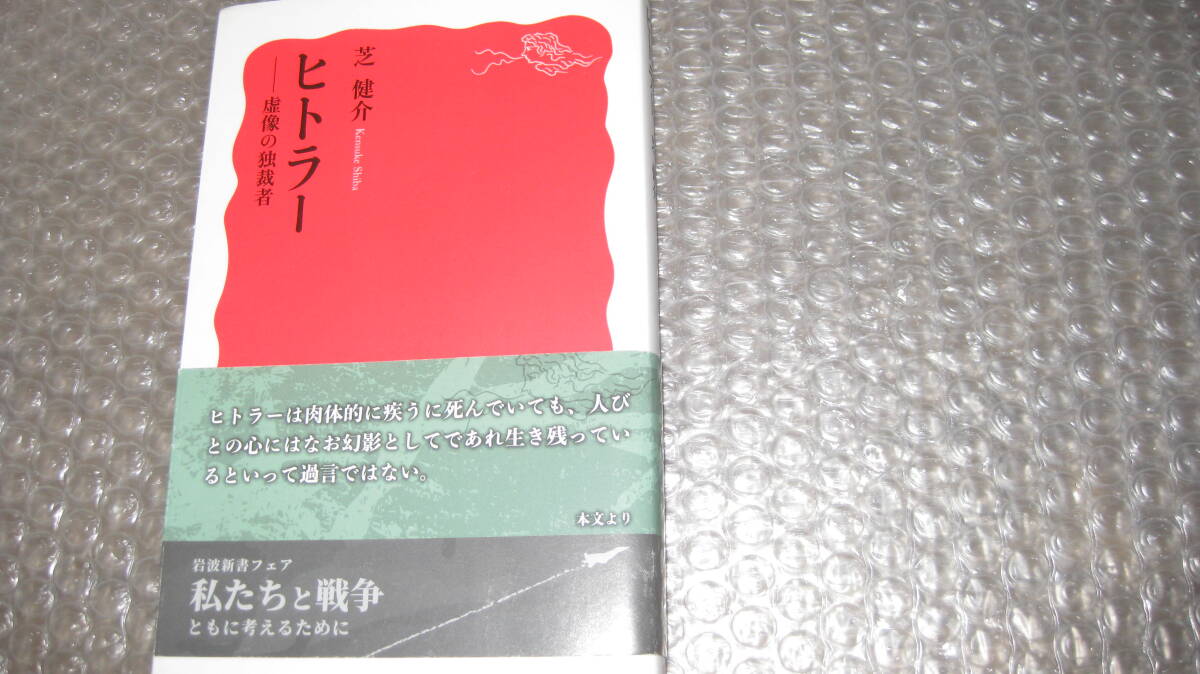 芝 健介
Kensuke Shiba
ヒトラー
——虚像の独裁者
ヒトラーは肉体的に疾うに死んでいても、人び
との心にはなお幻影としてであれ生き残ってい
るといって過言ではない。
本文より
岩波新書フェア
私たちと戦争
ともに考えるために